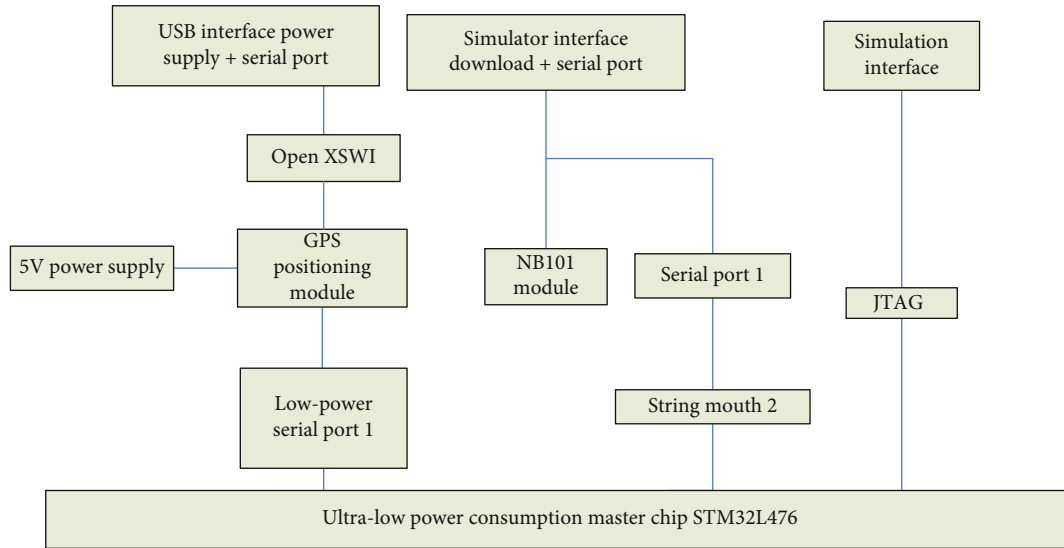 USB interface power
supply + serial port
Simulator interface
download + serial port
Simulation
interface
Open XSWI
5V power supply
GPS
positioning
module
NB101
module
Serial port 1
JTAG
Low-power
serial port 1
String mouth 2
Ultra-low power consumption master chip STM32L476